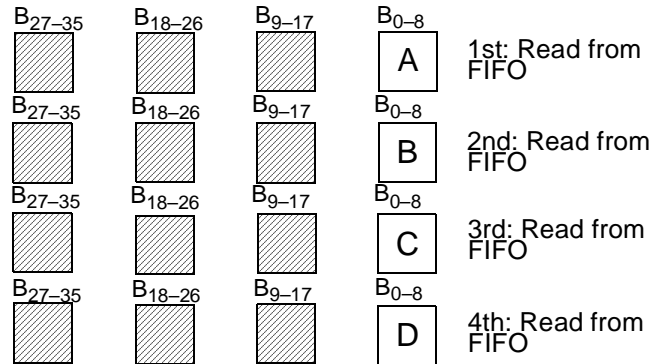 B27–35 B18–26 B9–17 B0–8
A 1st: Read from
FIFO
B27–35 B18–26 B9–17 B0–8
B 2nd: Read from
FIFO
B27–35 B18–26 B9–17 B0–8
C 3rd: Read from
FIFO
B27–35 B18–26 B9–17 B0–8
D 4th: Read from
FIFO